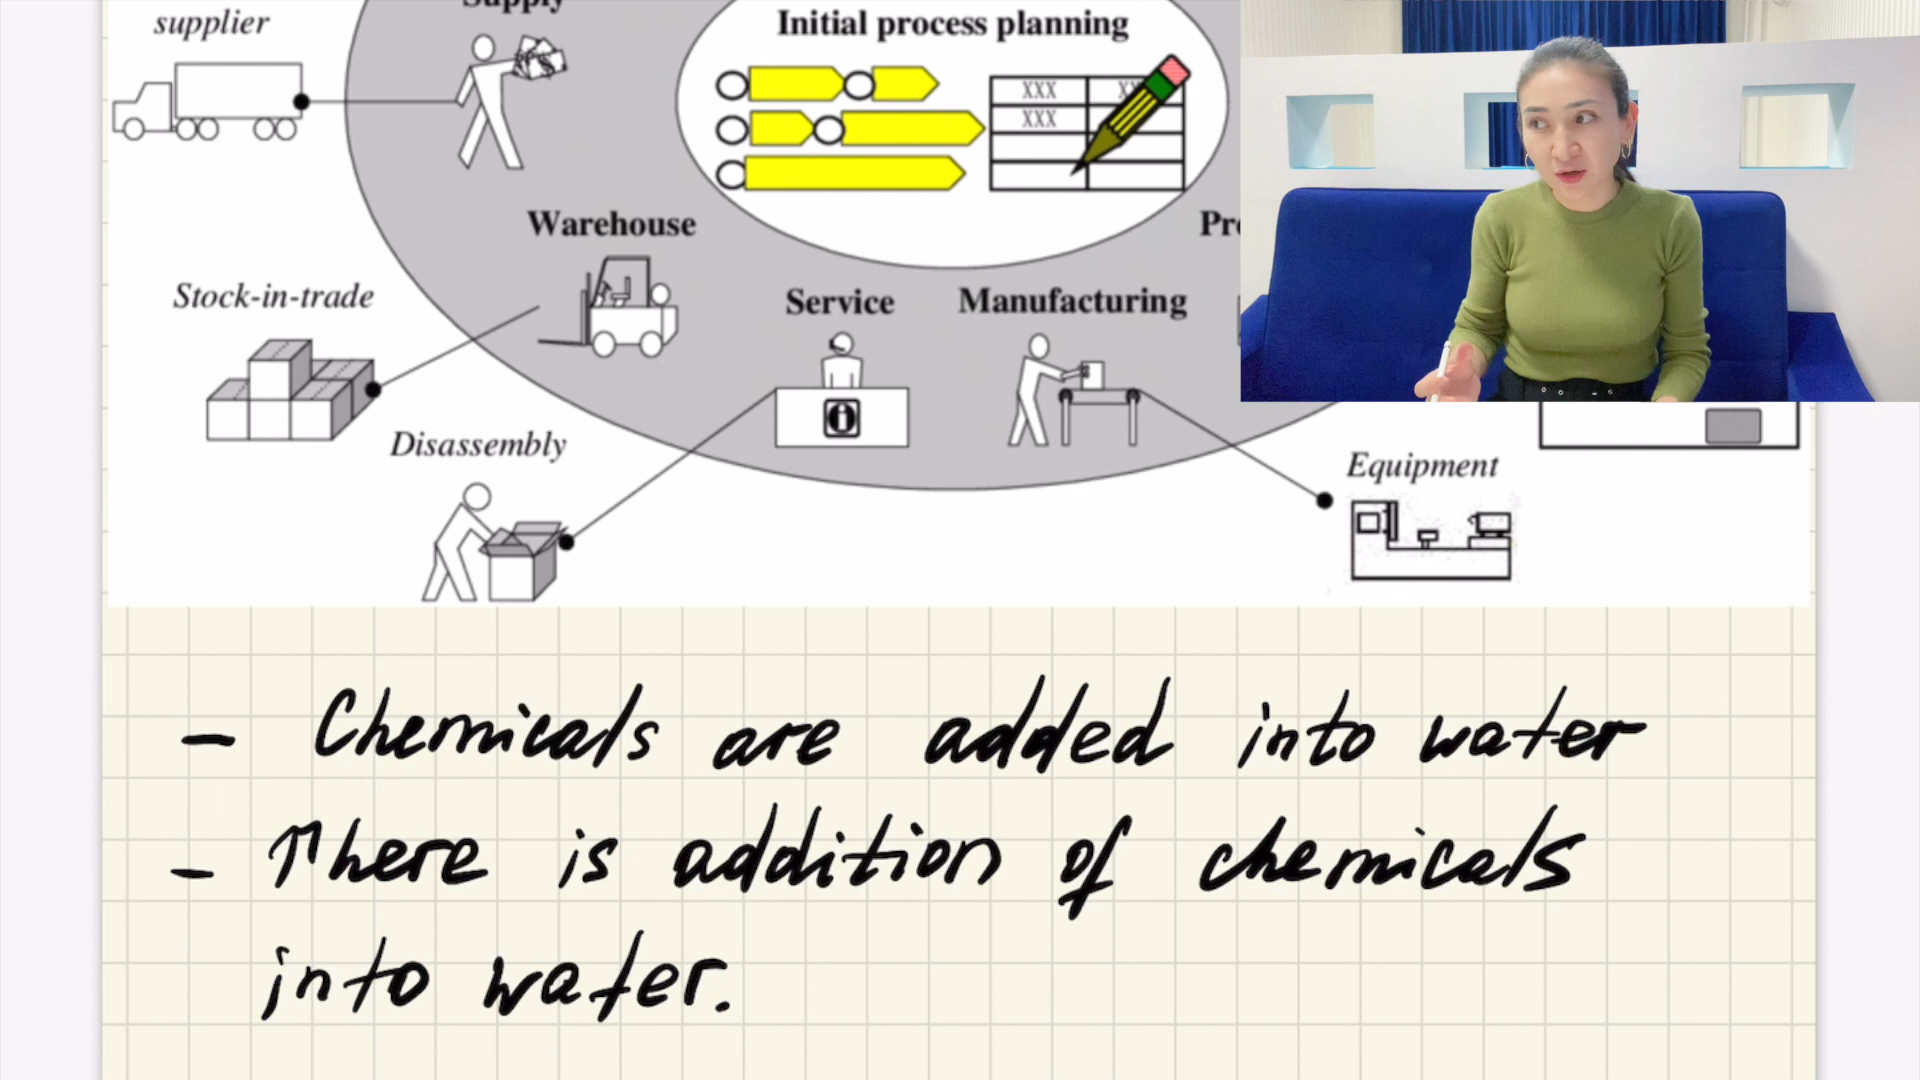 Supply
supplier
Initial process planning
XXX
XXX
Warehouse
Stock-in-trade
Service
Manufacturing
Disassembly
Equipment
- Chemicals are added into water
- There is addition of chemicals
into water.